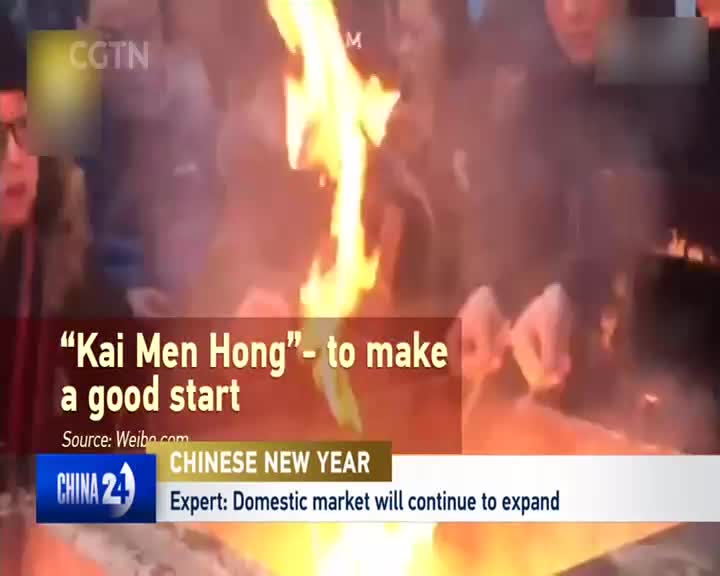 CGTN
M
“Kai Men Hong”- to make
a good start
Source: Weibo.com
CHINESE NEW YEAR
CHINA 24
Expert: Domestic market will continue to expand